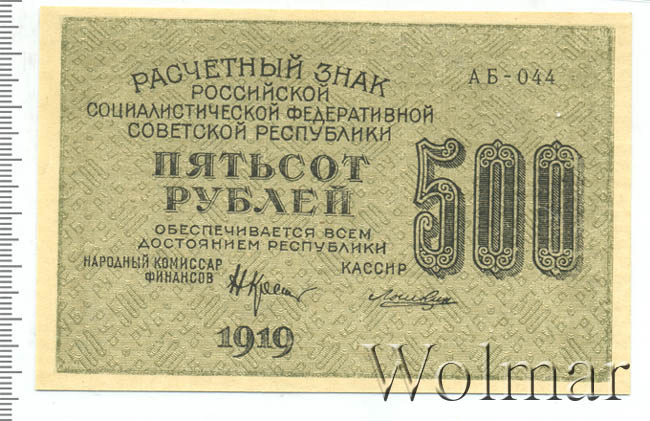 РАСЧЕТНЫЙ ЗНАК
РОССИЙСКОЙ
СОЦИАЛИСТИЧЕСКОЙ ФЕДЕРАТИВНОЙ
СОВЕТСКОЙ РЕСПУБЛИКИ
АБ-044
ПЯТЬСОТ
РУБЛЕЙ
500
ОБЕСПЕЧИВАЕТСЯ ВСЕМ
ДОСТОЯНИЕМ РЕСПУБЛИКИ
НАРОДНЫЙ КОМИССАР
ФИНАНСОВ
КАССИР
1919
Wolmar